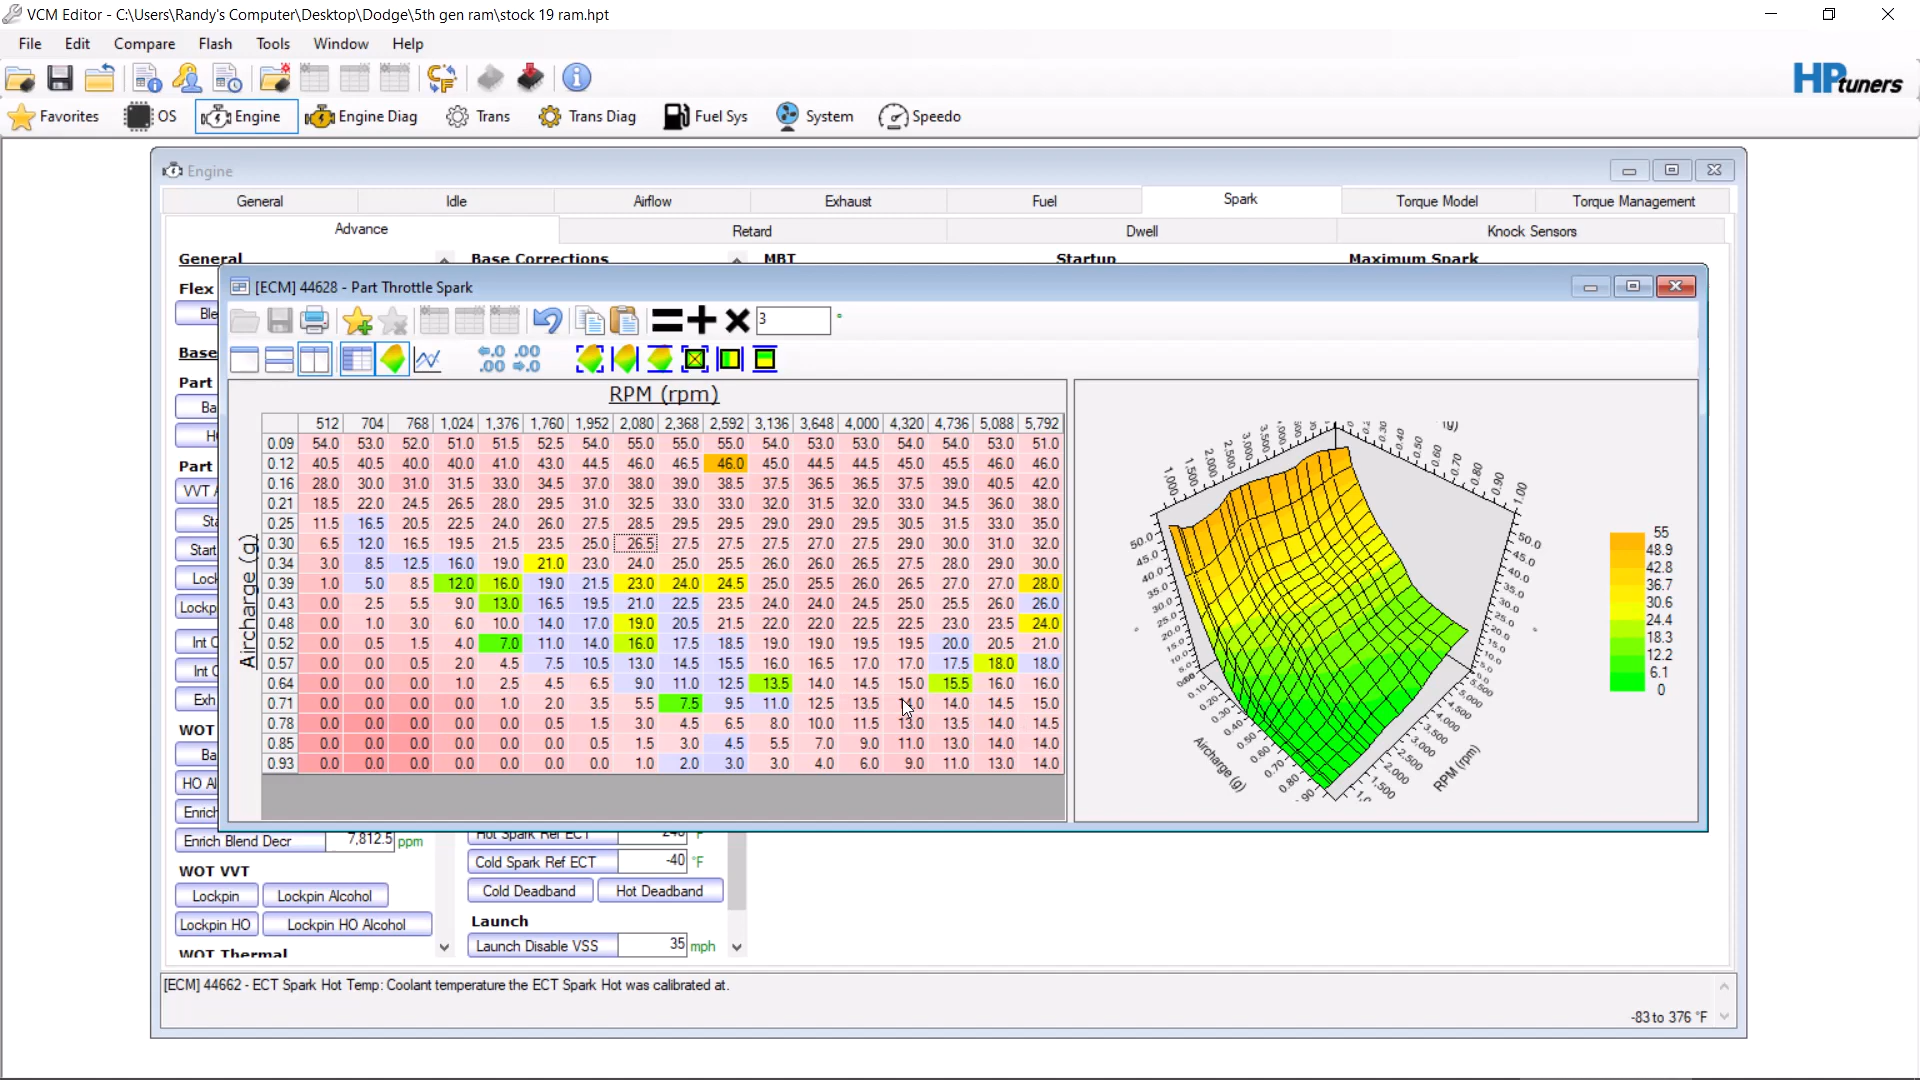 VCM Editor - C:\Users\Randy's Computer\Desktop\Dodge\5th gen ram\stock 19 ram.hpt
File Edit Compare Flash Tools Window Help
HPtuners
Favorites OS Engine Engine Diag Trans Trans Diag Fuel Sys System Speedo
Engine
General Idle Airflow Exhaust Fuel Spark Torque Model Torque Management
Advance Retard Dwell Knock Sensors
General Base Corrections MBT Startup Maximum Spark
Flex
[ECM] 44628 - Part Throttle Spark
3 °
Base
Part
Part
WOT
RPM (rpm)
Aircharge (g)
512 704 768 1,024 1,376 1,760 1,952 2,080 2,368 2,592 3,136 3,648 4,000 4,320 4,736 5,088 5,792
0.09 54.0 53.0 52.0 51.0 51.5 52.5 54.0 55.0 55.0 55.0 54.0 53.0 53.0 54.0 54.0 53.0 51.0
0.12 40.5 40.5 40.0 40.0 41.0 43.0 44.5 46.0 46.5 46.0 45.0 44.5 44.5 45.0 45.5 46.0 46.0
0.16 28.0 30.0 31.0 31.5 33.0 34.5 37.0 38.0 39.0 38.5 37.5 36.5 36.5 37.5 39.0 40.5 42.0
0.21 18.5 22.0 24.5 26.5 28.0 29.5 31.0 32.5 33.0 33.0 32.0 31.5 32.0 33.0 34.5 36.0 38.0
0.25 11.5 16.5 20.5 22.5 24.0 26.0 27.5 28.5 29.5 29.5 29.0 29.0 29.5 30.5 31.5 33.0 35.0
0.30 6.5 12.0 16.5 19.5 21.5 23.5 25.0 26.5 27.5 27.5 27.5 27.0 27.5 29.0 30.0 31.0 32.0
0.34 3.0 8.5 12.5 16.0 19.0 21.0 23.0 24.0 25.0 25.5 26.0 26.0 26.5 27.5 28.0 29.0 30.0
0.39 1.0 5.0 8.5 12.0 16.0 19.0 21.5 23.0 24.0 24.5 25.0 25.5 26.0 26.5 27.0 27.0 28.0
0.43 0.0 2.5 5.5 9.0 13.0 16.5 19.5 21.0 22.5 23.5 24.0 24.0 24.5 25.0 25.5 26.0 26.0
0.48 0.0 1.0 3.0 6.0 10.0 14.0 17.0 19.0 20.5 21.5 22.0 22.0 22.5 22.5 23.0 23.5 24.0
0.52 0.0 0.5 1.5 4.0 7.0 11.0 14.0 16.0 17.5 18.5 19.0 19.0 19.5 19.5 20.0 20.5 21.0
0.57 0.0 0.0 0.5 2.0 4.5 7.5 10.5 13.0 14.5 15.5 16.0 16.5 17.0 17.0 17.5 18.0 18.0
0.64 0.0 0.0 0.0 1.0 2.5 4.5 6.5 9.0 11.0 12.5 13.5 14.0 14.5 15.0 15.5 16.0 16.0
0.71 0.0 0.0 0.0 0.0 1.0 2.0 3.5 5.5 7.5 9.5 11.0 12.5 13.5 14.0 14.5 15.0
0.78 0.0 0.0 0.0 0.0 0.0 0.5 1.5 3.0 4.5 6.5 8.0 10.0 11.5 13.0 13.5 14.0 14.5
0.85 0.0 0.0 0.0 0.0 0.0 0.0 0.5 1.5 3.0 4.5 5.5 7.0 9.0 11.0 13.0 14.0 14.0
0.93 0.0 0.0 0.0 0.0 0.0 0.0 0.0 1.0 2.0 3.0 3.0 4.0 6.0 9.0 11.0 13.0 14.0
55
48.9
42.8
36.7
30.6
24.4
18.3
12.2
6.1
0
Aircharge (g)
RPM (rpm)
Enrich Blend Decr 7,812.5 ppm
WOT VVT
Lockpin Lockpin Alcohol
Lockpin HO Lockpin HO Alcohol
WOT Thermal
Hot Spark Ref ECT 240 °F
Cold Spark Ref ECT -40 °F
Cold Deadband Hot Deadband
Launch
Launch Disable VSS 35 mph
[ECM] 44662 - ECT Spark Hot Temp: Coolant temperature the ECT Spark Hot was calibrated at.
-83 to 376 °F